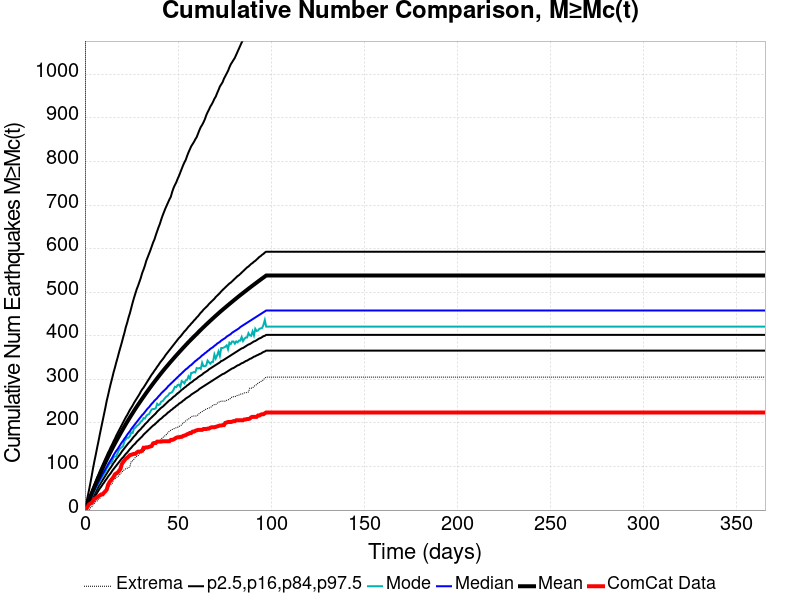 Cumulative Number Comparison, M≥Mc(t)
Cumulative Num Earthquakes M≥Mc(t)
1000
900
800
700
600
500
400
300
200
100
0
0 50 100 150 200 250 300 350
Time (days)
Extrema p2.5,p16,p84,p97.5 Mode Median Mean ComCat Data